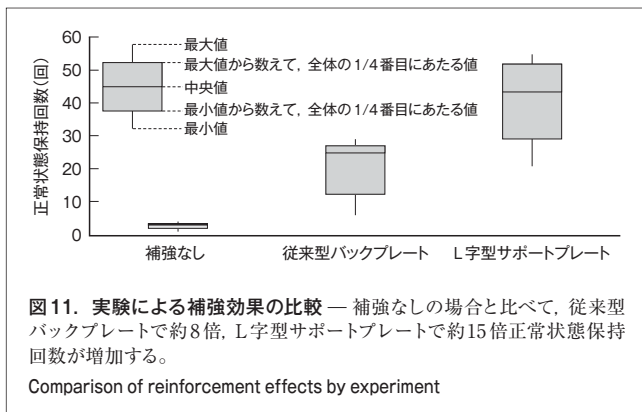 正常状態保持回数(回)
60
50
40
30
20
10
0
最大値
最大値から数えて，全体の1/4番目にあたる値
中央値
最小値から数えて，全体の1/4番目にあたる値
最小値
補強なし
従来型バックプレート
L字型サポートプレート
図11．実験による補強効果の比較 — 補強なしの場合と比べて，従来型
バックプレートで約8倍，L字型サポートプレートで約15倍正常状態保持
回数が増加する。
Comparison of reinforcement effects by experiment